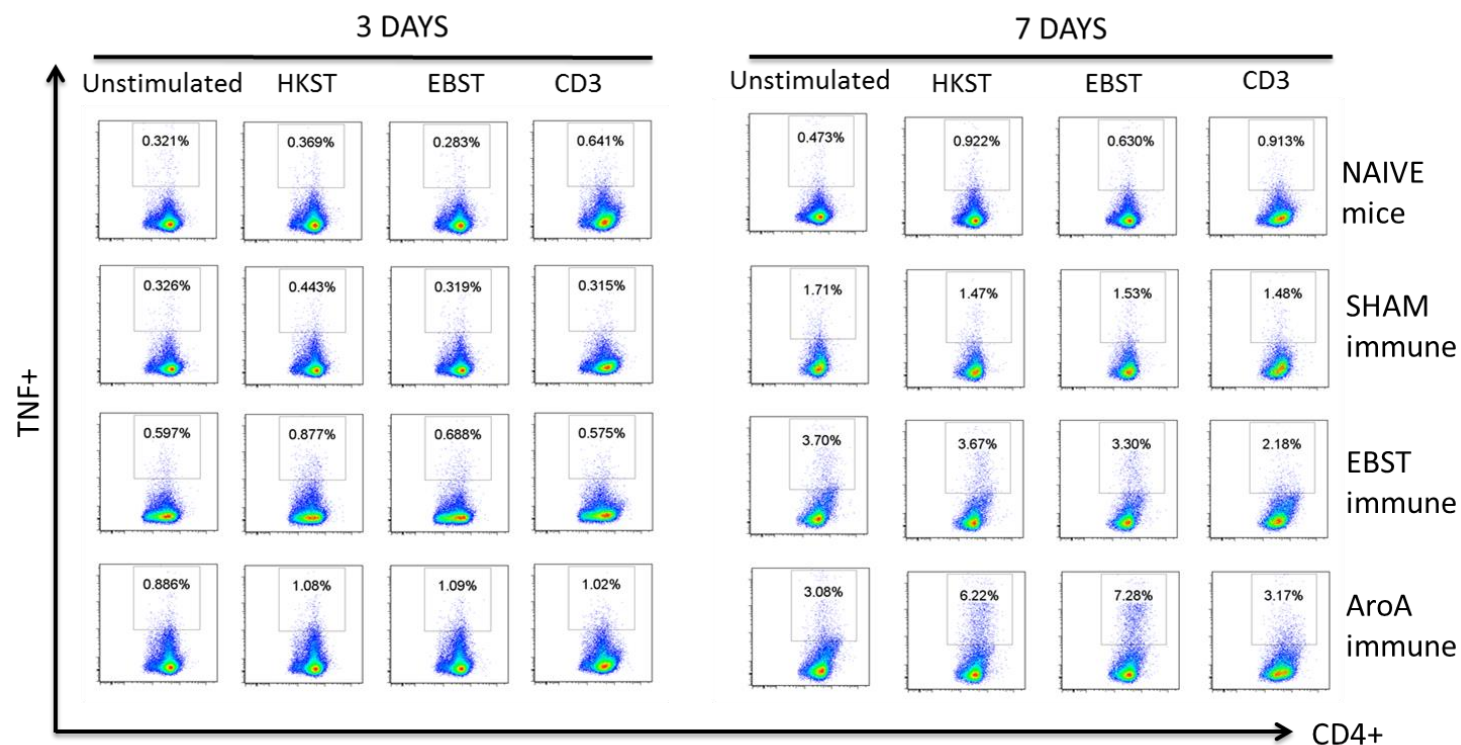 3 DAYS
7 DAYS
Unstimulated HKST EBST CD3
Unstimulated HKST EBST CD3
0.321% 0.369% 0.283% 0.641%
0.473% 0.922% 0.630% 0.913%
NAIVE
mice
0.326% 0.443% 0.319% 0.315%
1.71% 1.47% 1.53% 1.48%
SHAM
immune
TNF+
0.597% 0.877% 0.688% 0.575%
3.70% 3.67% 3.30% 2.18%
EBST
immune
0.886% 1.08% 1.09% 1.02%
3.08% 6.22% 7.28% 3.17%
AroA
immune
CD4+